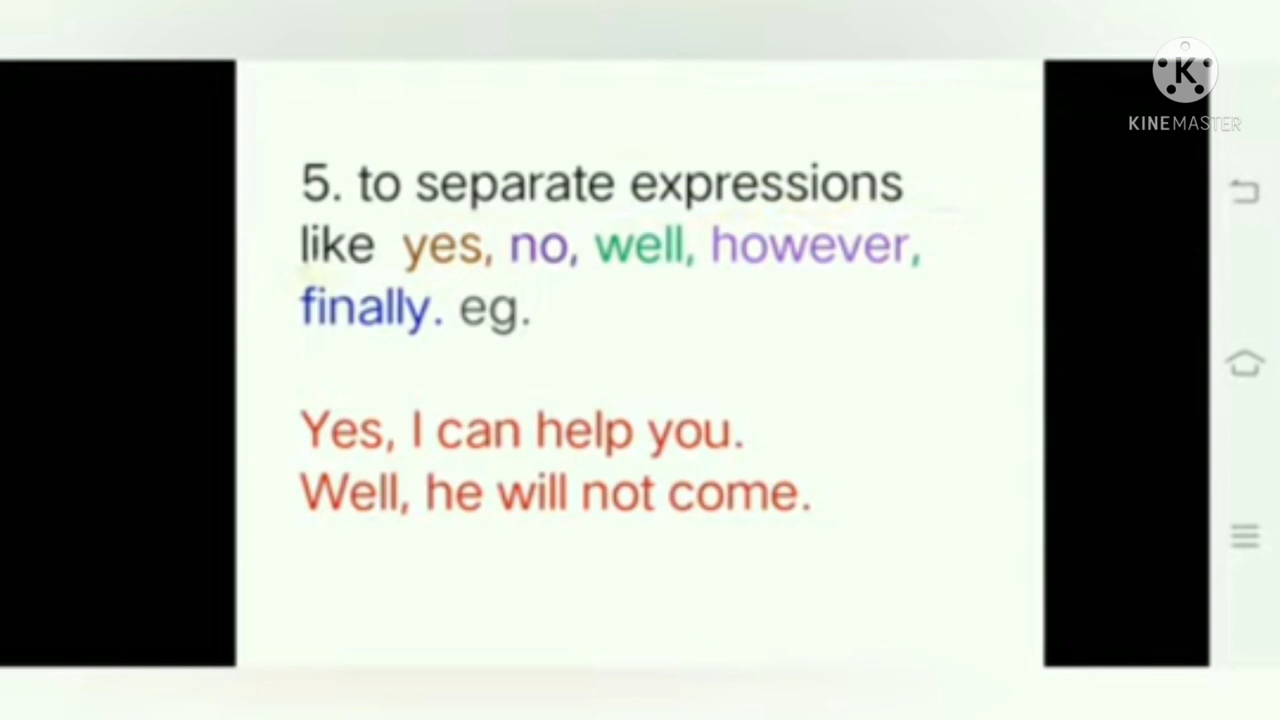 K
KINEMASTER
5. to separate expressions
like yes, no, well, however,
finally. eg.
Yes, I can help you.
Well, he will not come.